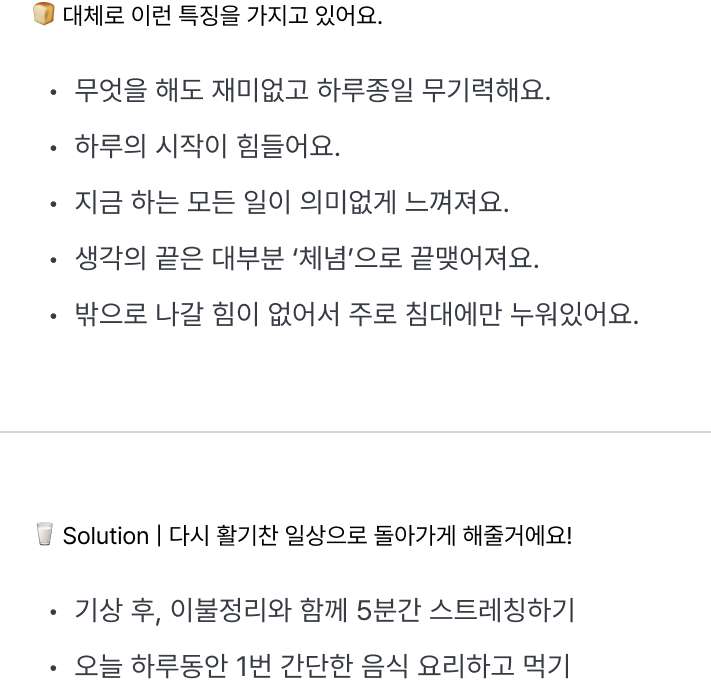 🍞 대체로 이런 특징을 가지고 있어요.
• 무엇을 해도 재미없고 하루종일 무기력해요.
• 하루의 시작이 힘들어요.
• 지금 하는 모든 일이 의미없게 느껴져요.
• 생각의 끝은 대부분 ‘체념’으로 끝맺어져요.
• 밖으로 나갈 힘이 없어서 주로 침대에만 누워있어요.
🥛 Solution | 다시 활기찬 일상으로 돌아가게 해줄거에요!
• 기상 후, 이불정리와 함께 5분간 스트레칭하기
• 오늘 하루동안 1번 간단한 음식 요리하고 먹기